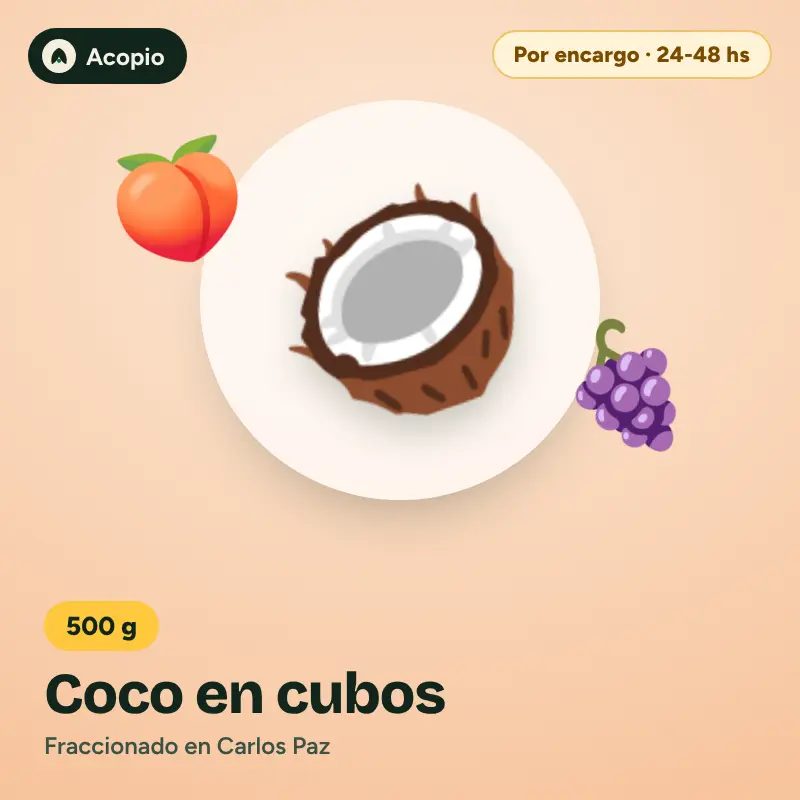 Acopio
Por encargo · 24-48 hs
500 g
Coco en cubos
Fraccionado en Carlos Paz